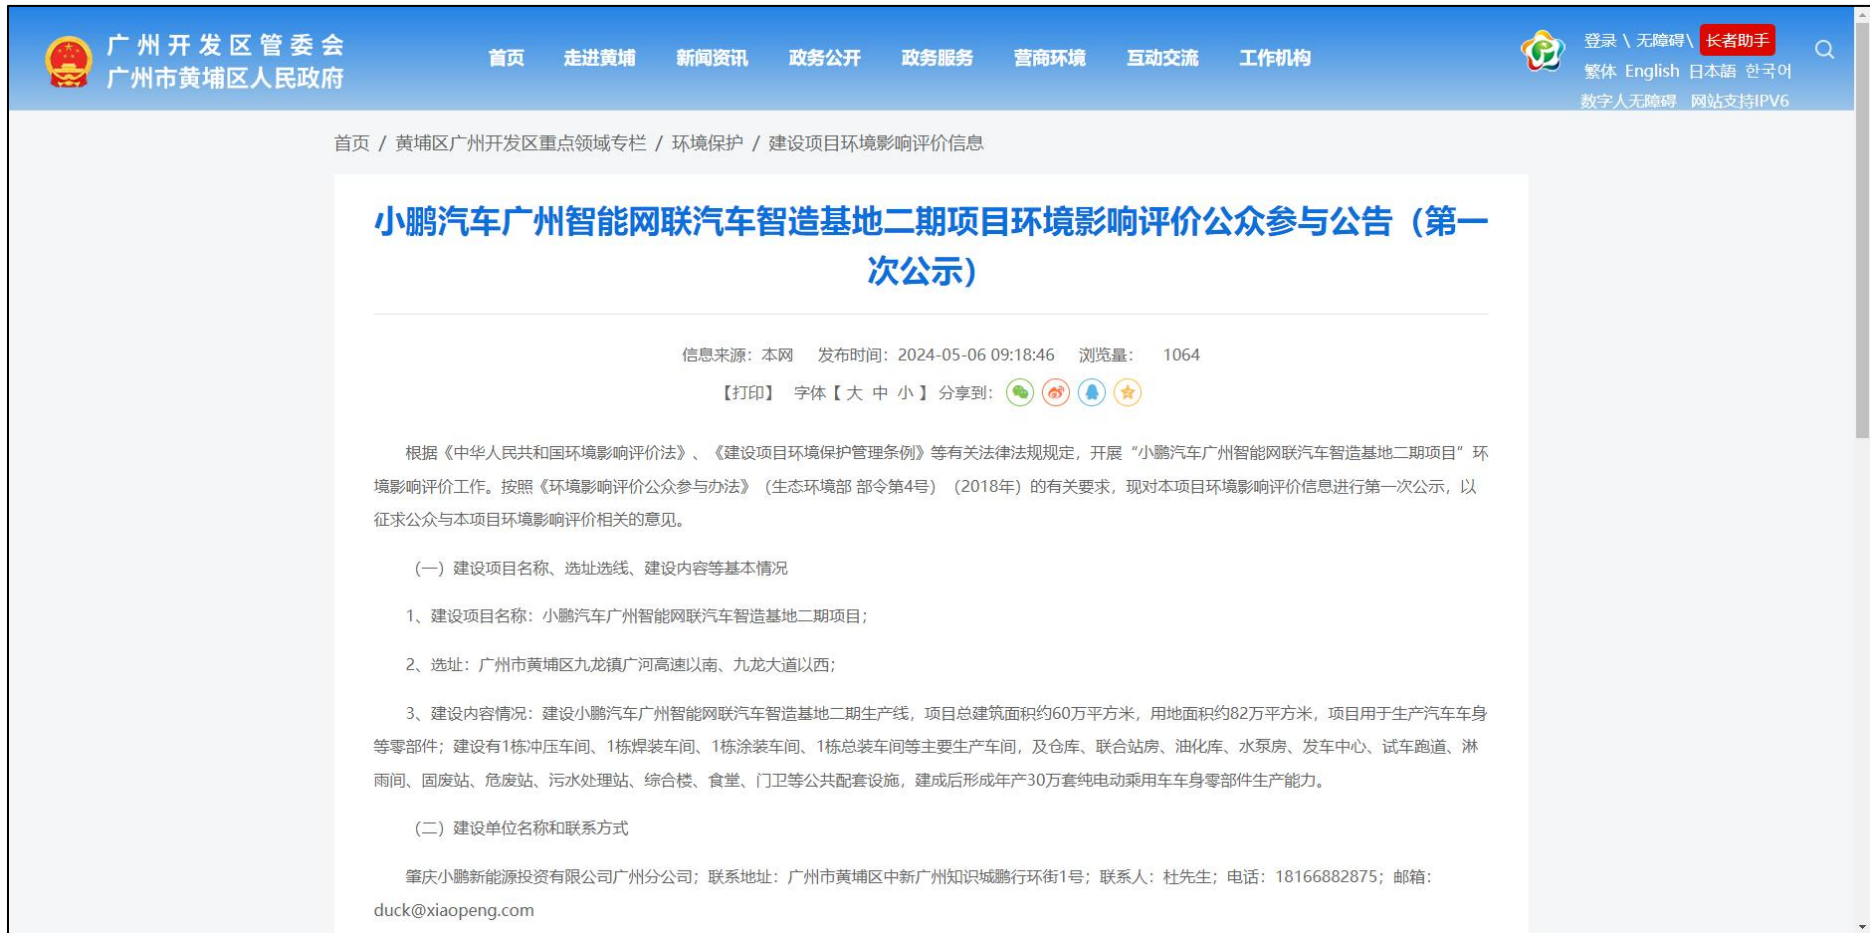 广州开发区管委会
广州市黄埔区人民政府
首页 走进黄埔 新闻资讯 政务公开 政务服务 营商环境 互动交流 工作机构
登录 \ 无障碍\ 长者助手
繁体 English 日本語 한국어
数字人无障碍 网站支持IPV6
首页 / 黄埔区广州开发区重点领域专栏 / 环境保护 / 建设项目环境影响评价信息
小鹏汽车广州智能网联汽车智造基地二期项目环境影响评价公众参与公告（第一
次公示）
信息来源：本网 发布时间：2024-05-06 09:18:46 浏览量： 1064
【打印】 字体【 大 中 小 】 分享到：
根据《中华人民共和国环境影响评价法》、《建设项目环境保护管理条例》等有关法律法规规定，开展“小鹏汽车广州智能网联汽车智造基地二期项目”环
境影响评价工作。按照《环境影响评价公众参与办法》（生态环境部 部令第4号）（2018年）的有关要求，现对本项目环境影响评价信息进行第一次公示，以
征求公众与本项目环境影响评价相关的意见。
（一）建设项目名称、选址选线、建设内容等基本情况
1、建设项目名称：小鹏汽车广州智能网联汽车智造基地二期项目；
2、选址：广州市黄埔区九龙镇广河高速以南、九龙大道以西；
3、建设内容情况：建设小鹏汽车广州智能网联汽车智造基地二期生产线，项目总建筑面积约60万平方米，用地面积约82万平方米，项目用于生产汽车车身
等零部件；建设有1栋冲压车间、1栋焊装车间、1栋涂装车间、1栋总装车间等主要生产车间，及仓库、联合站房、油化库、水泵房、发车中心、试车跑道、淋
雨间、固废站、危废站、污水处理站、综合楼、食堂、门卫等公共配套设施，建成后形成年产30万套纯电动乘用车车身零部件生产能力。
（二）建设单位名称和联系方式
肇庆小鹏新能源投资有限公司广州分公司；联系地址：广州市黄埔区中新广州知识城鹏行环街1号；联系人：杜先生；电话：18166882875；邮箱：
duck@xiaopeng.com